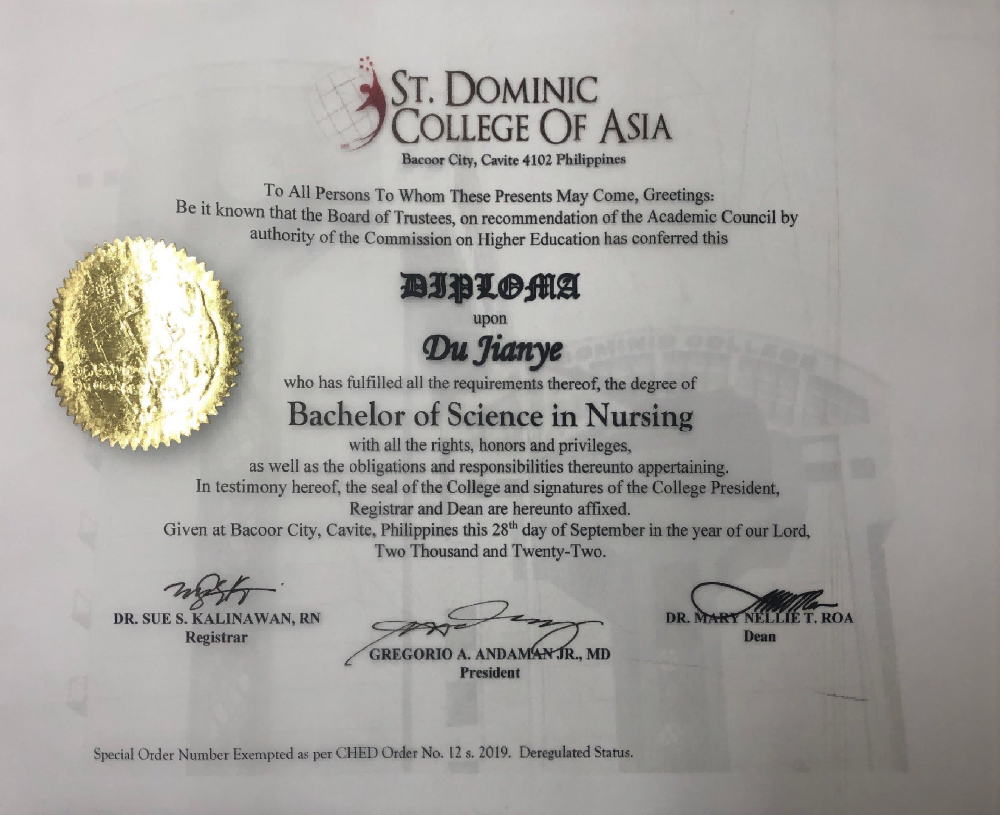 ST. DOMINIC
COLLEGE OF ASIA
Bacoor City, Cavite 4102 Philippines
To All Persons To Whom These Presents May Come, Greetings:
Be it known that the Board of Trustees, on recommendation of the Academic Council by
authority of the Commission on Higher Education has conferred this
DIPLOMA
upon
Du Jianye
who has fulfilled all the requirements thereof, the degree of
Bachelor of Science in Nursing
with all the rights, honors and privileges,
as well as the obligations and responsibilities thereunto appertaining.
In testimony hereof, the seal of the College and signatures of the College President,
Registrar and Dean are hereunto affixed.
Given at Bacoor City, Cavite, Philippines this 28th day of September in the year of our Lord,
Two Thousand and Twenty-Two.
DR. SUE S. KALINAWAN, RN
Registrar
DR. MARY NELLIE T. ROA
Dean
GREGORIO A. ANDAMAN JR., MD
President
Special Order Number Exempted as per CHED Order No. 12 s. 2019. Deregulated Status.